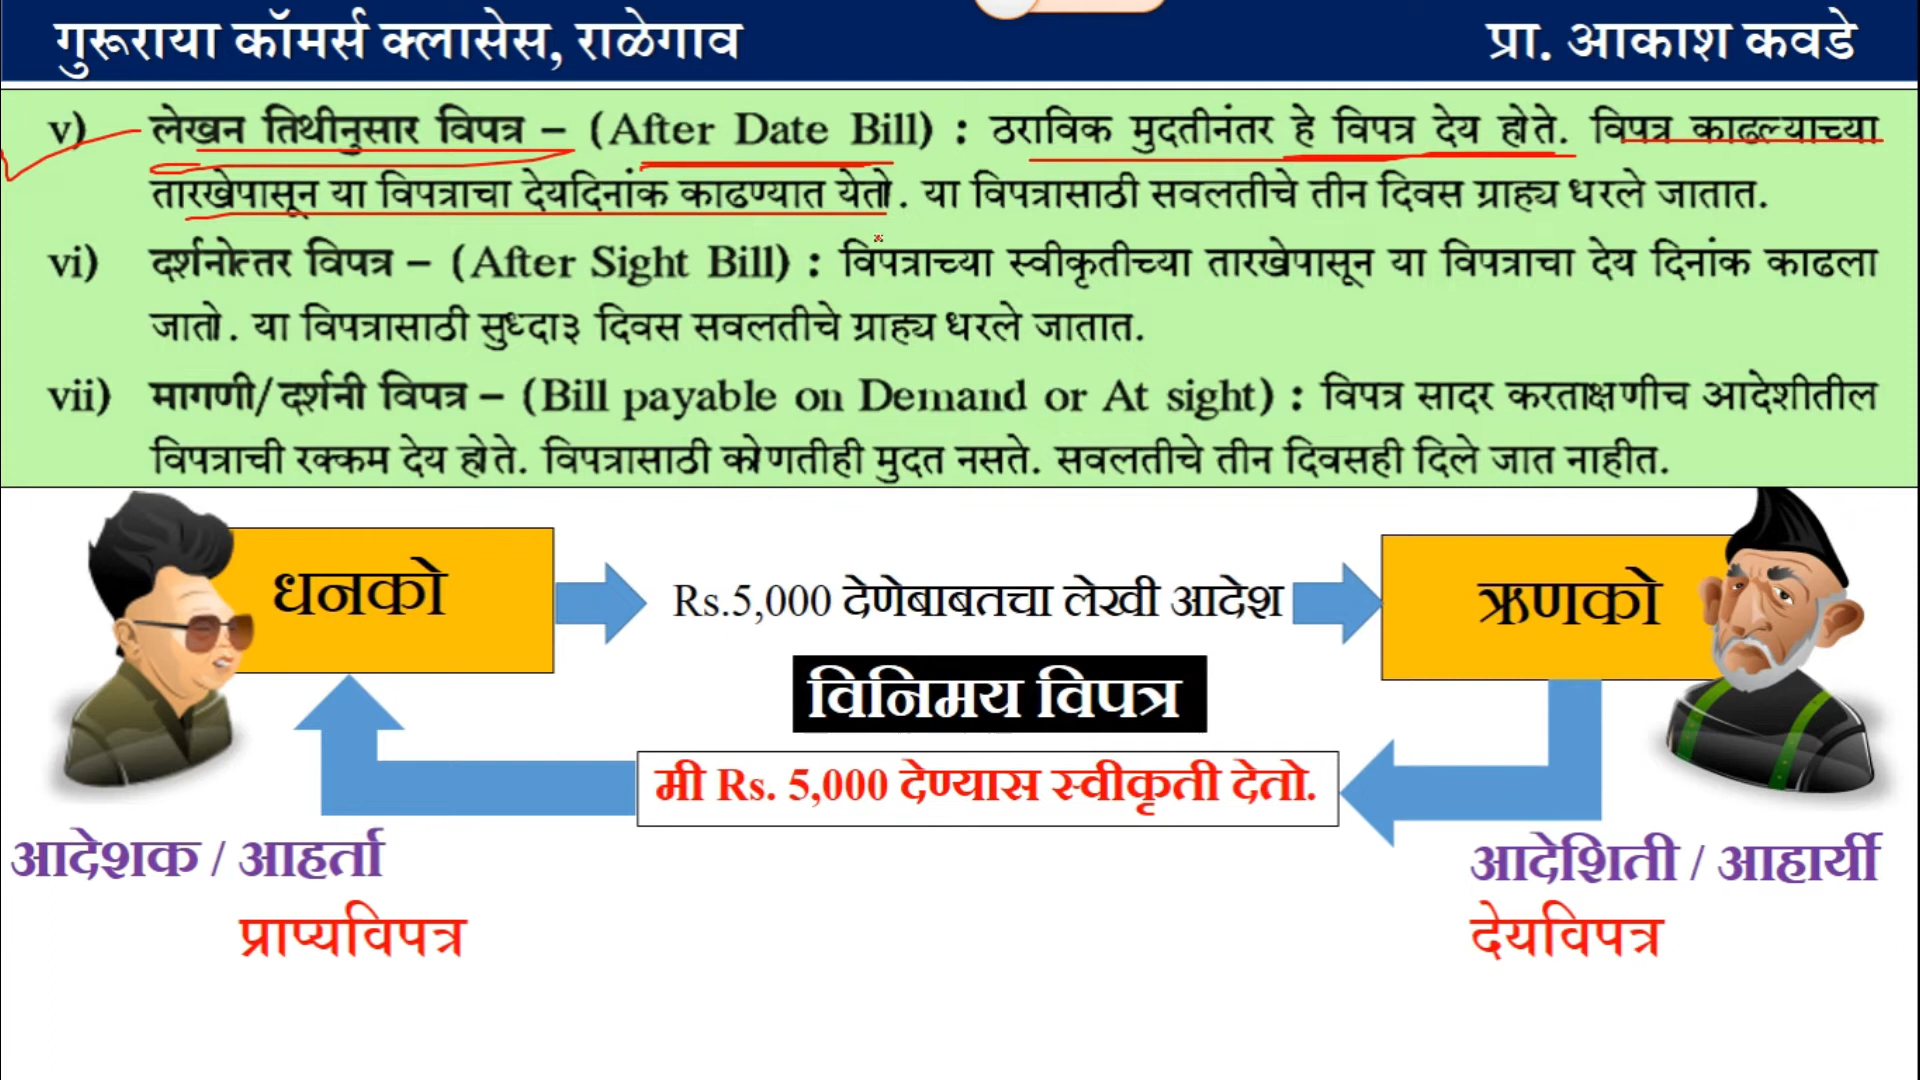 गुरूराया कॉमर्स क्लासेस, राळेगाव
प्रा. आकाश कवडे
v) लेखन तिथीनुसार विपत्र – (After Date Bill) : ठराविक मुदतीनंतर हे विपत्र देय होते. विपत्र काढल्याच्या
तारखेपासून या विपत्राचा देयदिनांक काढण्यात येतो. या विपत्रासाठी सवलतीचे तीन दिवस ग्राह्य धरले जातात.
vi) दर्शनोत्तर विपत्र – (After Sight Bill) : विपत्राच्या स्वीकृतीच्या तारखेपासून या विपत्राचा देय दिनांक काढला
जातो. या विपत्रासाठी सुध्दा३ दिवस सवलतीचे ग्राह्य धरले जातात.
vii) मागणी/दर्शनी विपत्र – (Bill payable on Demand or At sight) : विपत्र सादर करताक्षणीच आदेशीतील
विपत्राची रक्कम देय होते. विपत्रासाठी कोणतीही मुदत नसते. सवलतीचे तीन दिवसही दिले जात नाहीत.
धनको
Rs.5,000 देणेबाबतचा लेखी आदेश
ऋणको
विनिमय विपत्र
मी Rs. 5,000 देण्यास स्वीकृती देतो.
आदेशक / आहर्ता
आदेशिती / आहार्यी
प्राप्यविपत्र
देयविपत्र